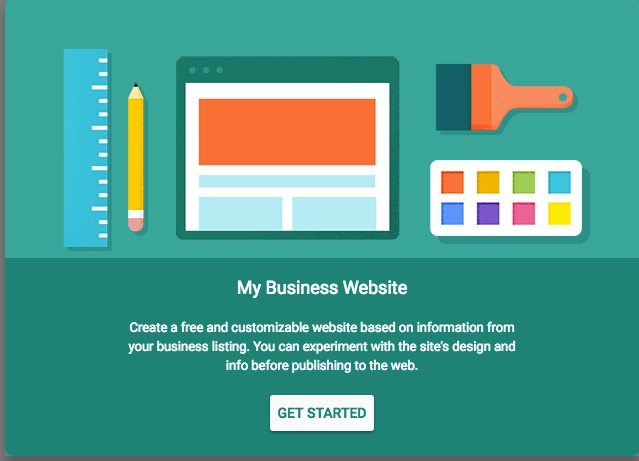 My Business Website
Create a free and customizable website based on information from
your business listing. You can experiment with the site's design and
info before publishing to the web.
GET STARTED